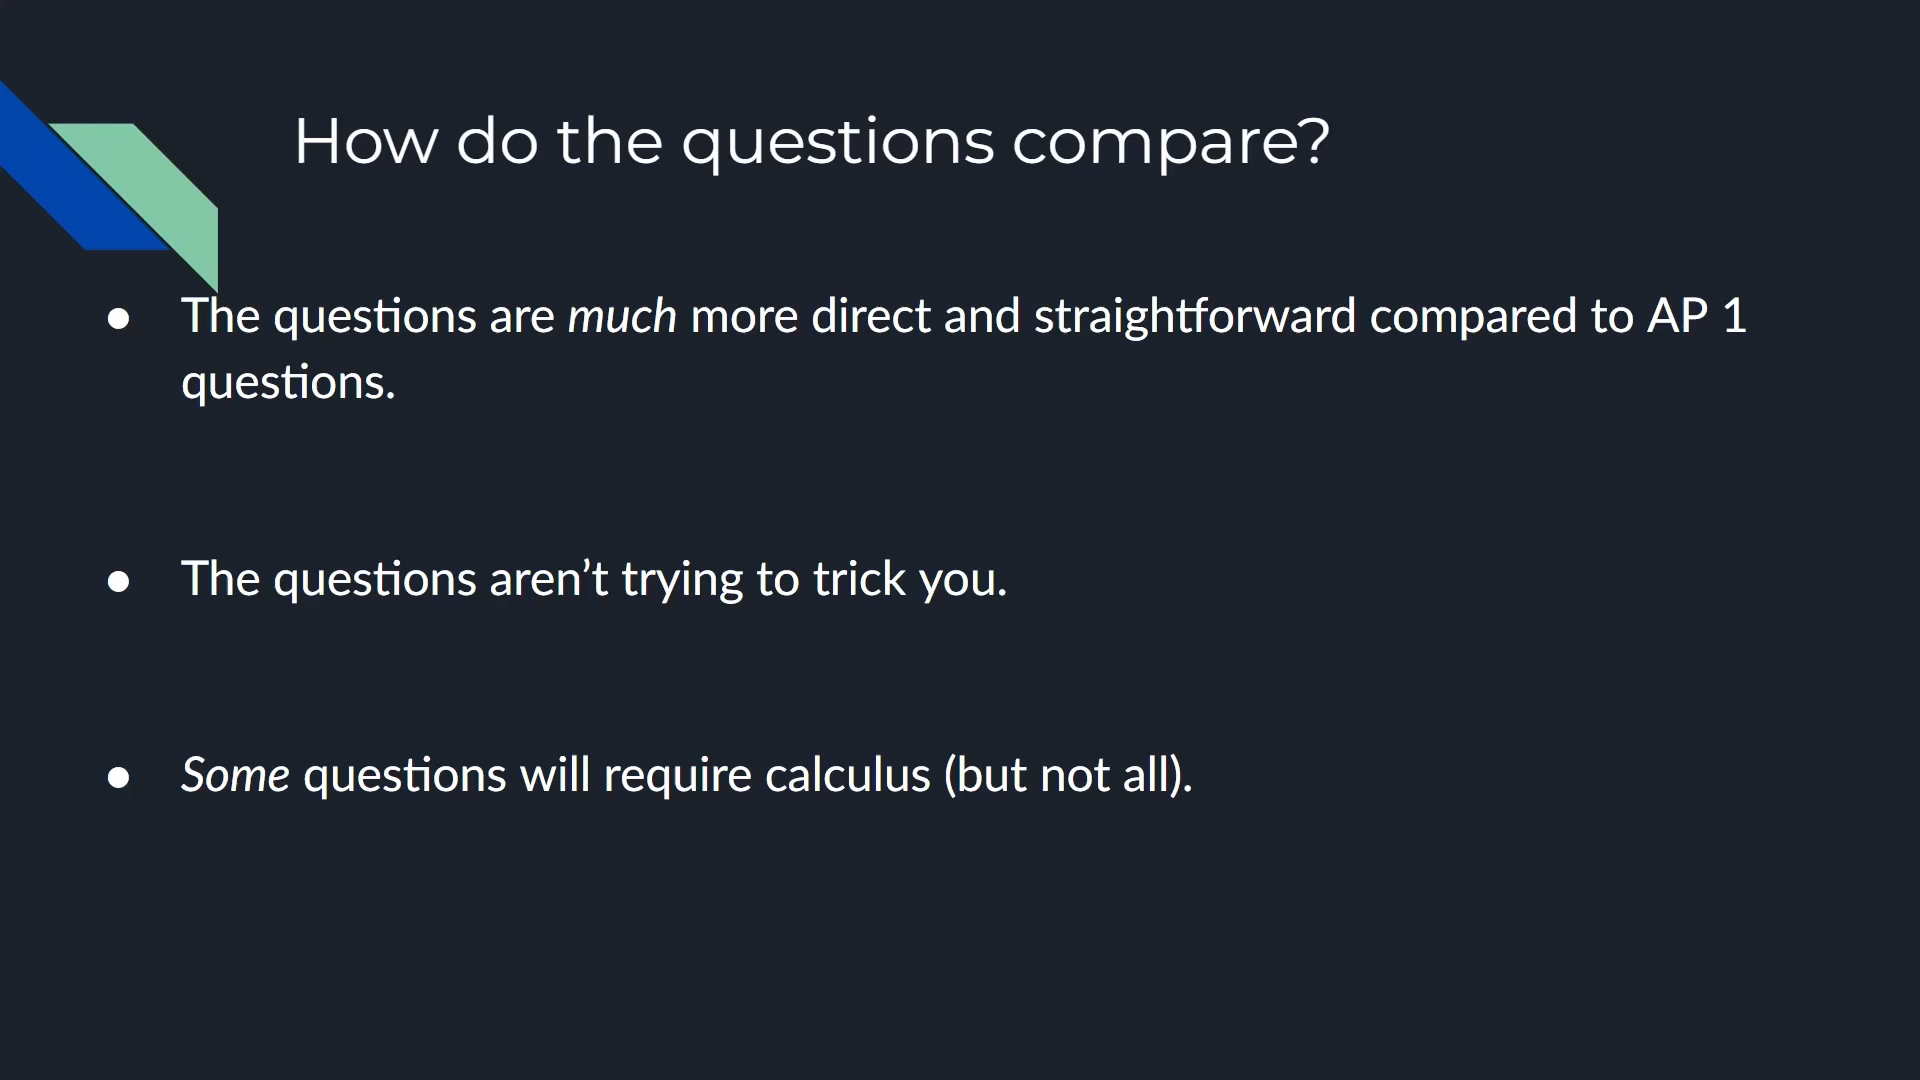 How do the questions compare?
● The questions are much more direct and straightforward compared to AP 1
questions.
● The questions aren’t trying to trick you.
● Some questions will require calculus (but not all).